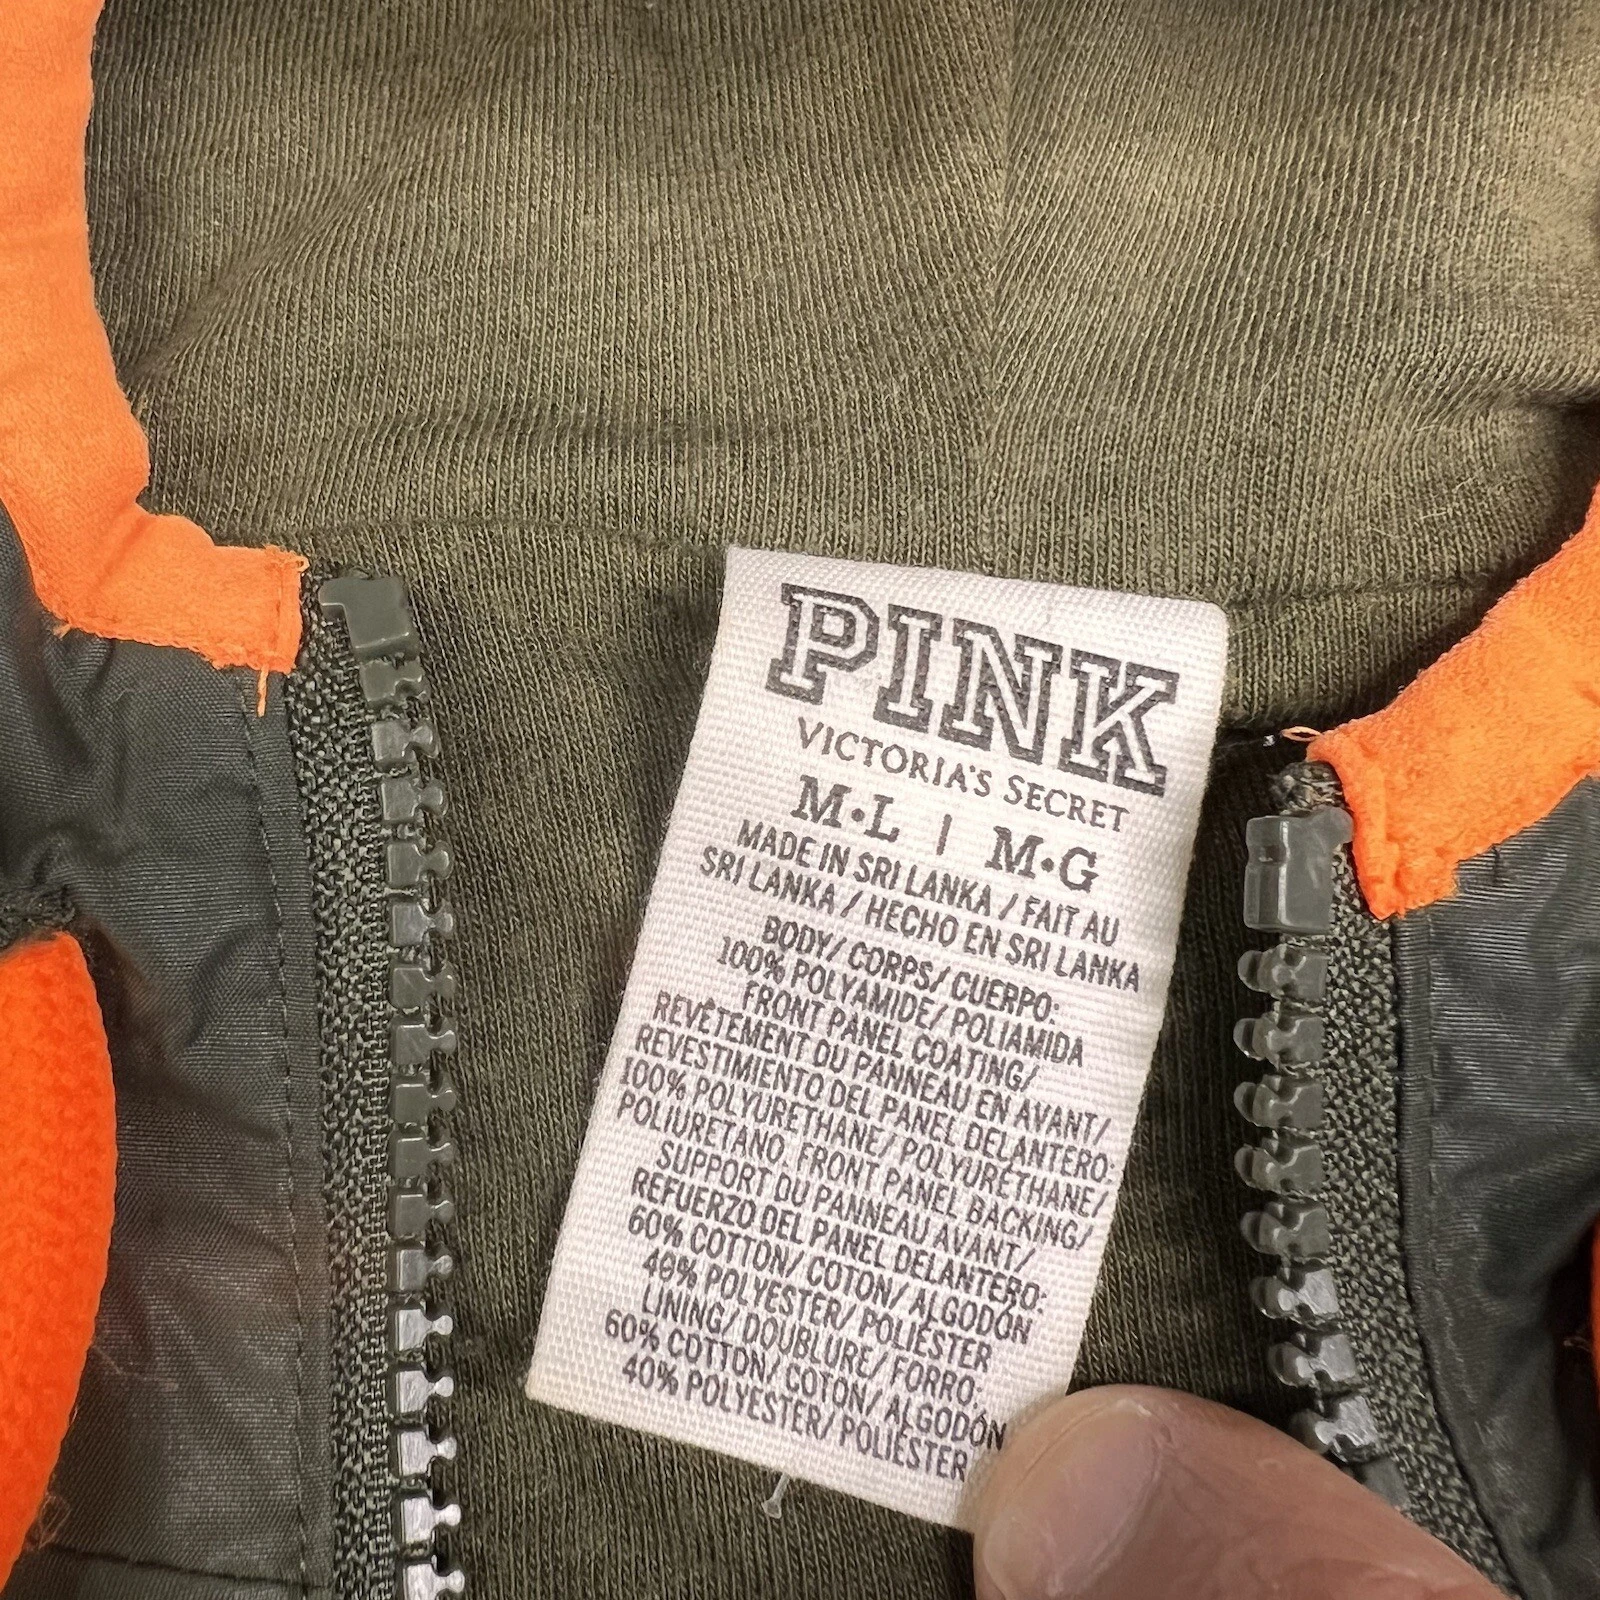 PINK
VICTORIA'S SECRET
M•L | M•G
MADE IN SRI LANKA / FAIT AU
SRI LANKA / HECHO EN SRI LANKA
BODY/ CORPS/ CUERPO:
100% POLYAMIDE/ POLIAMIDA
FRONT PANEL COATING/
REVÊTEMENT DU PANNEAU EN AVANT/
REVESTIMIENTO DEL PANEL DELANTERO:
100% POLYURETHANE/ POLYURÉTHANE/
POLIURETANO. FRONT PANEL BACKING/
SUPPORT DU PANNEAU AVANT/
REFUERZO DEL PANEL DELANTERO:
60% COTTON/ COTON/ ALGODÓN
40% POLYESTER/ POLIÉSTER
LINING/ DOUBLURE/ FORRO:
60% COTTON/ COTON/ ALGODÓN
40% POLYESTER/ POLIÉSTER